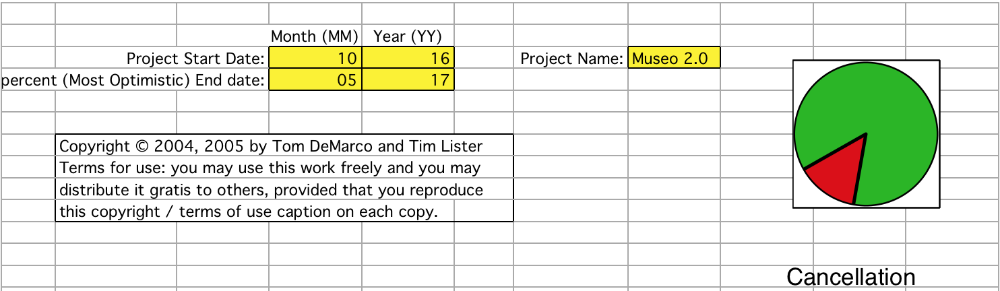 Month (MM) Year (YY)
Project Start Date: 10 16 Project Name: Museo 2.0
percent (Most Optimistic) End date: 05 17
Copyright © 2004, 2005 by Tom DeMarco and Tim Lister
Terms for use: you may use this work freely and you may
distribute it gratis to others, provided that you reproduce
this copyright / terms of use caption on each copy.
Cancellation